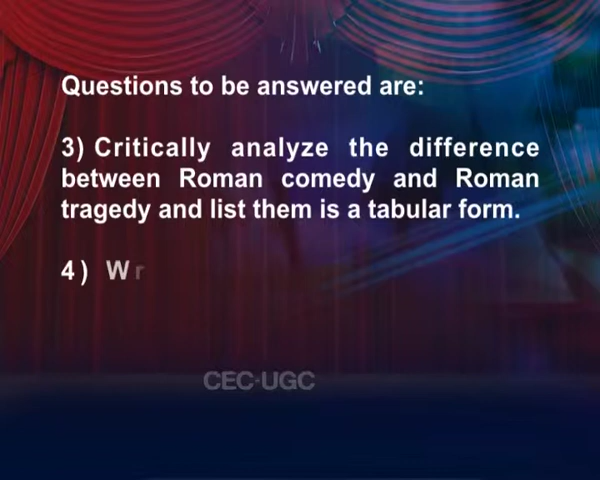 Questions to be answered are:
3) Critically analyze the difference
between Roman comedy and Roman
tragedy and list them is a tabular form.
4) Wr
CEC-UGC